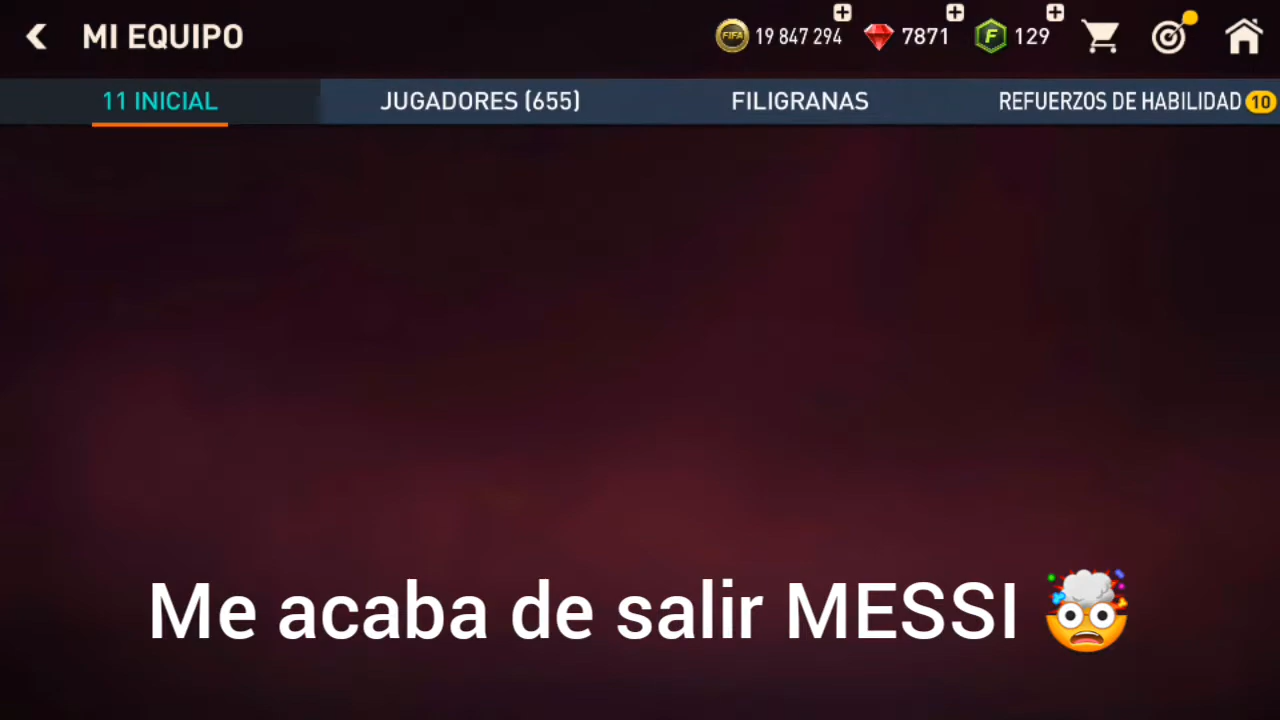 MI EQUIPO
FIFA 19 847 294 7871 F 129
11 INICIAL JUGADORES (655) FILIGRANAS REFUERZOS DE HABILIDAD 10
Me acaba de salir MESSI 🤯